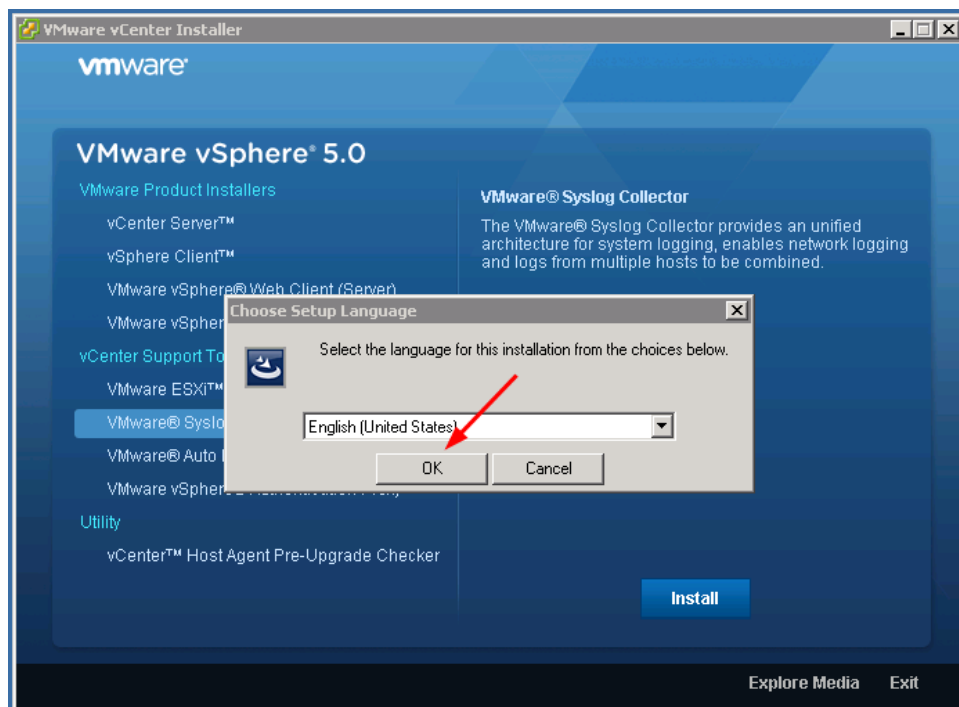 VMware vCenter Installer
vmware
VMware vSphere® 5.0
VMware Product Installers
vCenter Server™
vSphere Client™
VMware vSphere® Web Client (Server)
VMware
vCenter Support
VMware ESXi™
VMware®
VMware® Auto
VMware
Utility
vCenter™ Host Agent Pre-Upgrade Checker
VMware® Syslog Collector
The VMware® Syslog Collector provides an unified
architecture for system logging, enables network logging
and logs from multiple hosts to be combined.
Choose Setup Language
Select the language for this installation from the choices below.
English (United States)
OK
Cancel
Install
Explore Media
Exit